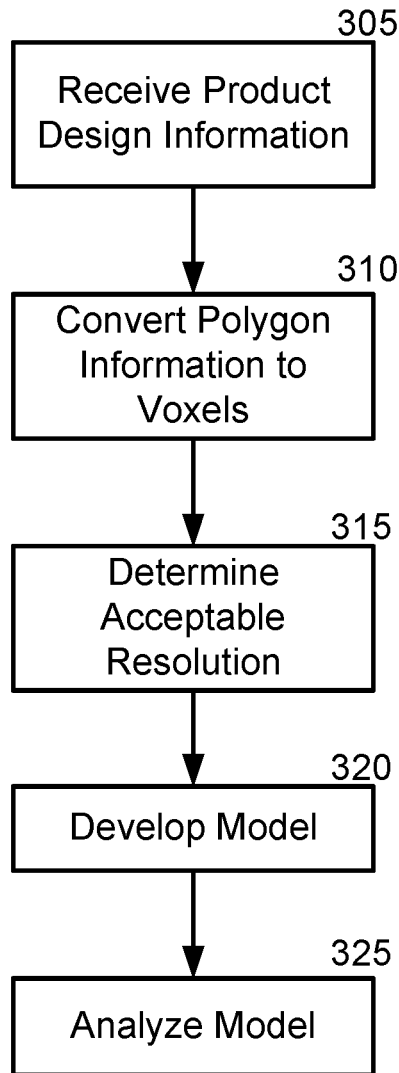 305
Receive Product
Design Information
310
Convert Polygon
Information to
Voxels
315
Determine
Acceptable
Resolution
320
Develop Model
325
Analyze Model